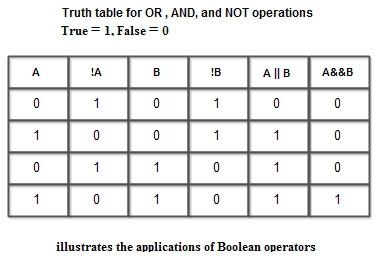 Truth table for OR , AND, and NOT operations
True = 1, False = 0
A !A B !B A || B A&&B
0 1 0 1 0 0
1 0 0 1 1 0
0 1 1 0 1 0
1 0 1 0 1 1
illustrates the applications of Boolean operators